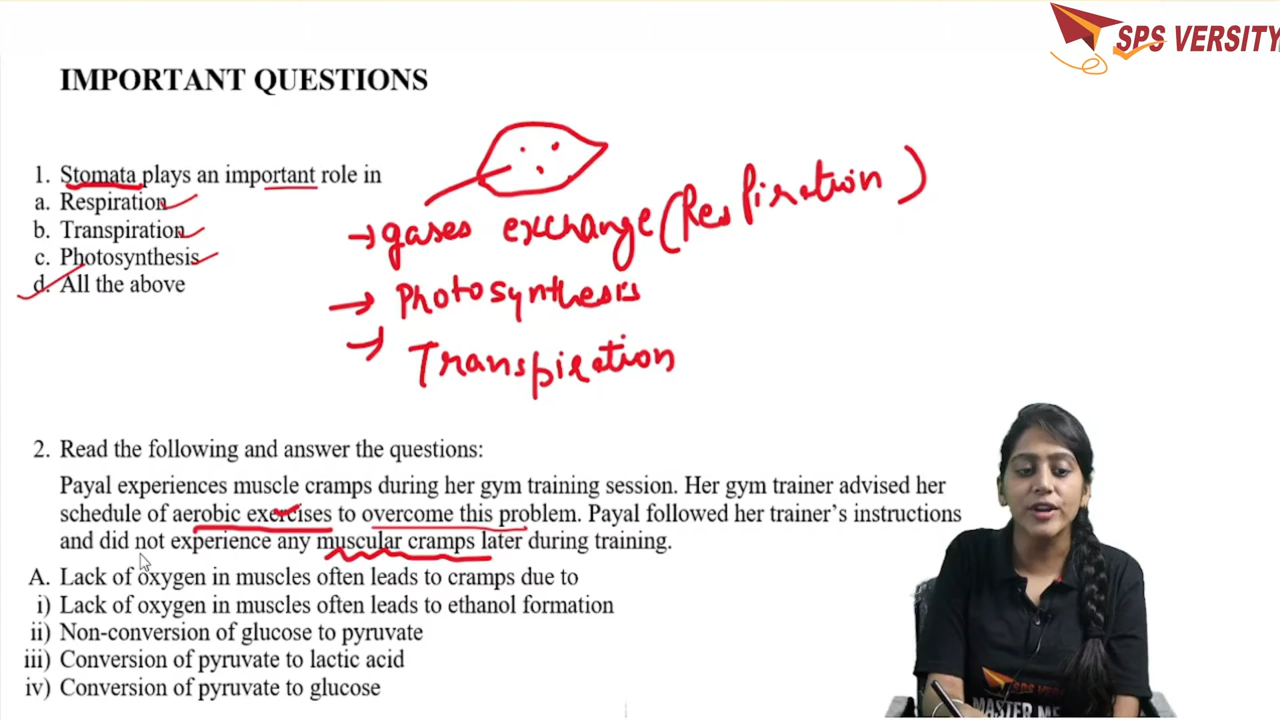 SPS VERSITY
IMPORTANT QUESTIONS
1. Stomata plays an important role in
a. Respiration
b. Transpiration
c. Photosynthesis
d. All the above
→ gases exchange (Respiration)
→ Photosynthesis
→ Transpiration
2. Read the following and answer the questions:
Payal experiences muscle cramps during her gym training session. Her gym trainer advised her
schedule of aerobic exercises to overcome this problem. Payal followed her trainer's instructions
and did not experience any muscular cramps later during training.
A. Lack of oxygen in muscles often leads to cramps due to
i) Lack of oxygen in muscles often leads to ethanol formation
ii) Non-conversion of glucose to pyruvate
iii) Conversion of pyruvate to lactic acid
iv) Conversion of pyruvate to glucose
MASTER ME